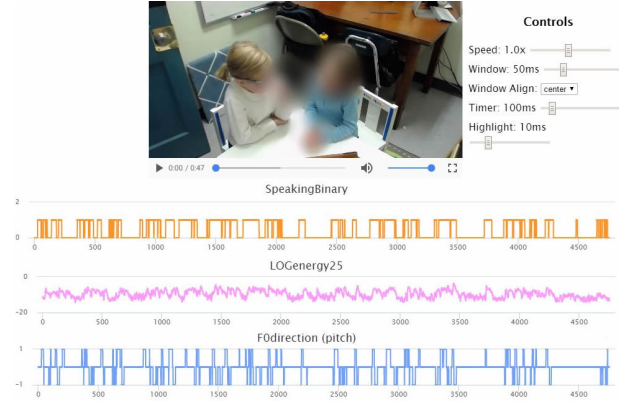 Controls
Speed: 1.0x
Window: 50ms
Window Align: center
Timer: 100ms
Highlight: 10ms
0:00 / 0:47
SpeakingBinary
2
0
0 500 1000 1500 2000 2500 3000 3500 4000 4500
LOGenergy25
0
-20
0 500 1000 1500 2000 2500 3000 3500 4000 4500
F0direction (pitch)
1
-1
0 500 1000 1500 2000 2500 3000 3500 4000 4500